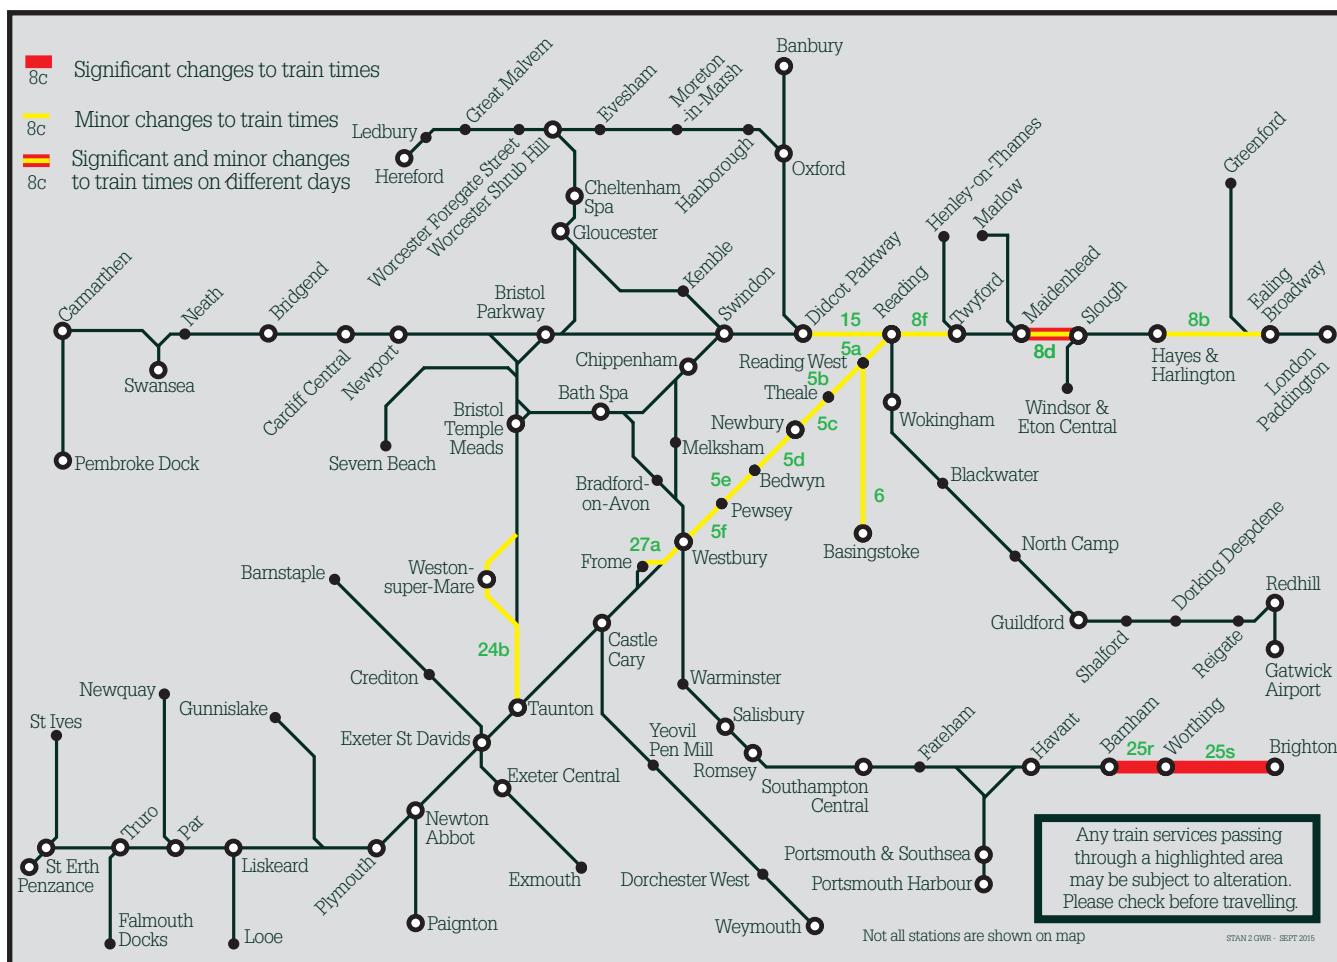 8c
Significant changes to train times
8c
Minor changes to train times
8c
Significant and minor changes
to train times on different days
Banbury
Great Malvern
Evesham
Moreton
-in-Marsh
Ledbury
Hereford
Worcester Foregate Street
Worcester Shrub Hill
Hanborough
Oxford
Henley-on-Thames
Marlow
Greenford
Cheltenham
Spa
Gloucester
Kemble
Swindon
Didcot Parkway
Reading
Twyford
Maidenhead
Slough
Ealing
Broadway
Carmarthen
Neath
Bridgend
Bristol
Parkway
15
8f
8d
8b
Swansea
Cardiff Central
Newport
Chippenham
Reading West
5a
Hayes &
Harlington
London
Paddington
Bath Spa
Theale
5b
Windsor &
Eton Central
Bristol
Temple
Meads
Newbury
5c
Wokingham
Pembroke Dock
Severn Beach
Melksham
5d
Bedwyn
Blackwater
Bradford-
on-Avon
5e
Pewsey
6
5f
Westbury
Basingstoke
North Camp
27a
Frome
Barnstaple
Weston-
super-Mare
Dorking Deepdene
Redhill
Guildford
Shalford
Reigate
Gatwick
Airport
Castle
Cary
24b
Crediton
Warminster
Newquay
Gunnislake
Taunton
St Ives
Exeter St Davids
Yeovil
Pen Mill
Salisbury
Romsey
Fareham
Havant
Barnham
25r
Worthing
25s
Brighton
Exeter Central
Southampton
Central
Newton
Abbot
Truro
Par
Liskeard
St Erth
Penzance
Plymouth
Exmouth
Portsmouth & Southsea
Portsmouth Harbour
Dorchester West
Falmouth
Docks
Looe
Paignton
Weymouth
Any train services passing
through a highlighted area
may be subject to alteration.
Please check before travelling.
Not all stations are shown on map
STAN 2 GWR - SEPT 2015